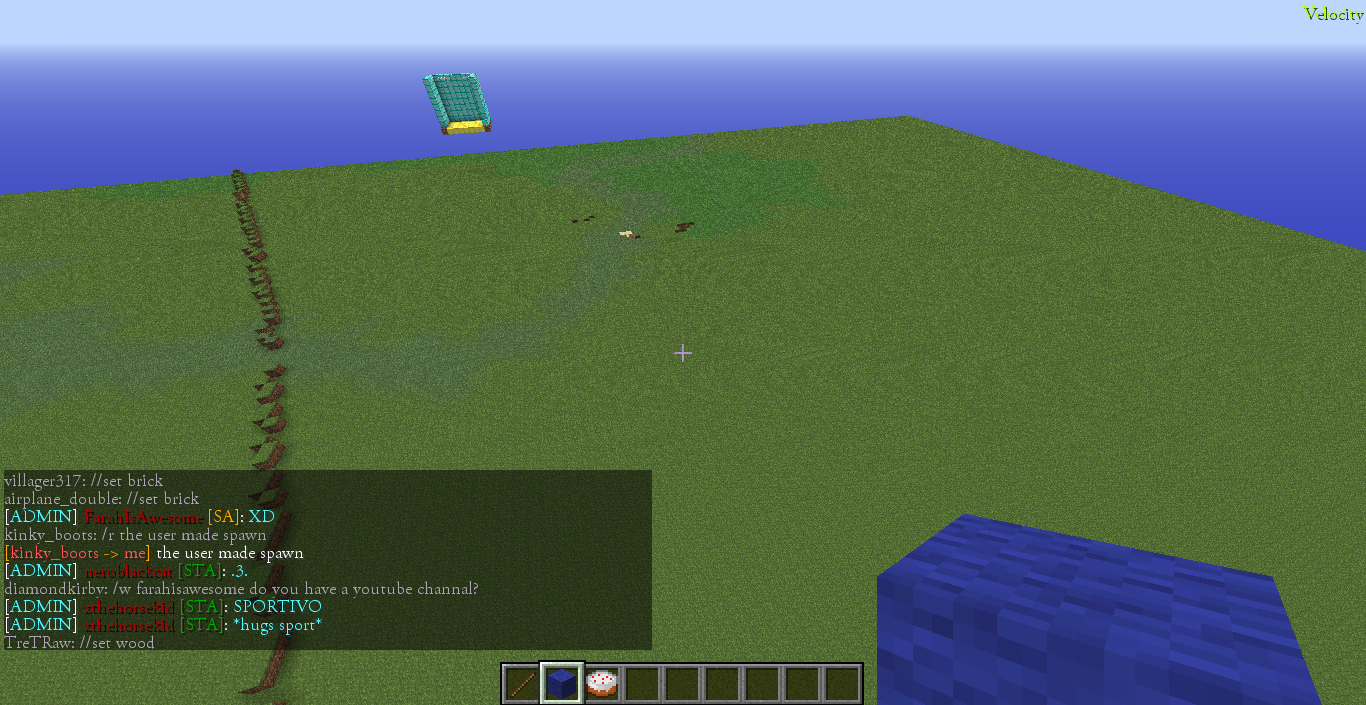 Velocity
villager317: //set brick
airplane_double: //set brick
[ADMIN] FarahIsAwesome [SA]: XD
kinky_boots: /r the user made spawn
[kinky_boots -> me] the user made spawn
[ADMIN] [STA]: .3.
diamondkirby: /w farahisawesome do you have a youtube channal?
[ADMIN] zthehorsekid [STA]: SPORTIVO
[ADMIN] zthehorsekid [STA]: *hugs sport*
TreTRaw: //set wood